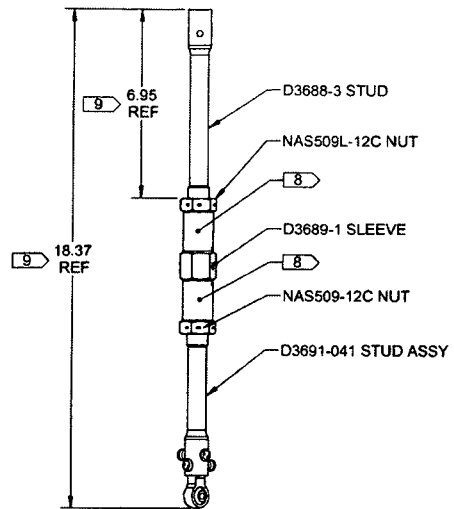 9 6.95
REF
D3688-3 STUD
NAS509L-12C NUT
8
D3689-1 SLEEVE
9 18.37
REF
8
NAS509-12C NUT
D3691-041 STUD ASSY